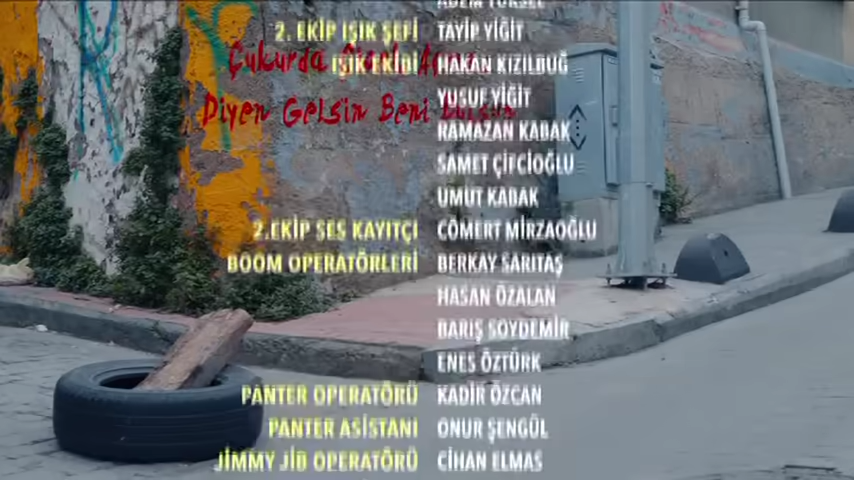 ADEM YÜKSEL
2. EKİP IŞIK ŞEFİ TAYİP YİĞİT
IŞIK EKİBİ HAKAN KIZILBUĞ
YUSUF YİĞİT
RAMAZAN KABAK
SAMET ÇİFCİOĞLU
UMUT KABAK
2.EKİP SES KAYITÇI CÖMERT MİRZAOĞLU
BOOM OPERATÖRLERİ BERKAY SARITAŞ
HASAN ÖZALAN
BARIŞ SOYDEMİR
ENES ÖZTÜRK
PANTER OPERATÖRÜ KADİR ÖZCAN
PANTER ASİSTANI ONUR ŞENGÜL
JİMMY JİB OPERATÖRÜ CİHAN ELMAS
Çukurda
Diyen Gelsin Beni